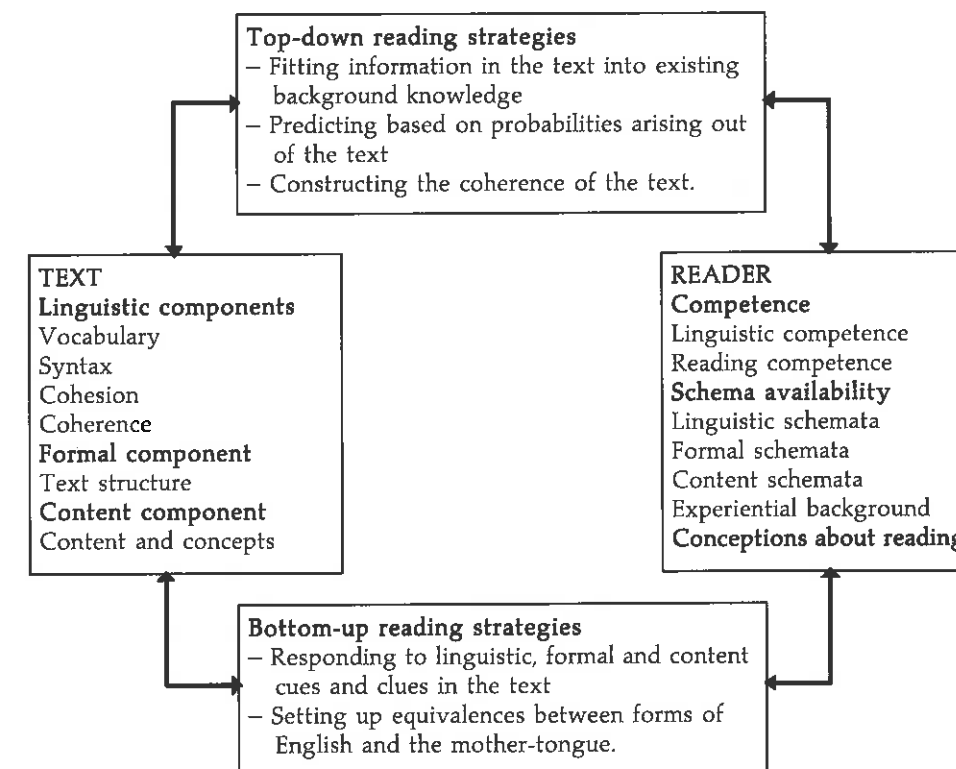 Top-down reading strategies
– Fitting information in the text into existing
background knowledge
– Predicting based on probabilities arising out
of the text
– Constructing the coherence of the text.
TEXT
Linguistic components
Vocabulary
Syntax
Cohesion
Coherence
Formal component
Text structure
Content component
Content and concepts
READER
Competence
Linguistic competence
Reading competence
Schema availability
Linguistic schemata
Formal schemata
Content schemata
Experiential background
Conceptions about reading
Bottom-up reading strategies
– Responding to linguistic, formal and content
cues and clues in the text
– Setting up equivalences between forms of
English and the mother-tongue.